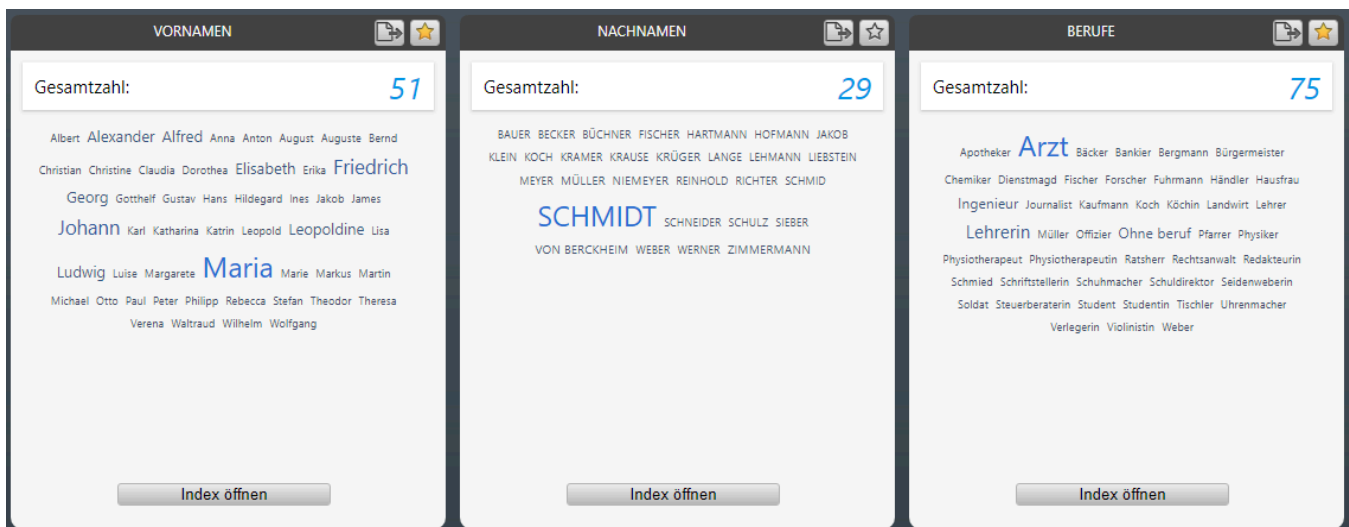 VORNAMEN
Gesamtzahl:
51
Albert Alexander Alfred Anna Anton August Auguste Bernd
Christian Christine Claudia Dorothea Elisabeth Erika Friedrich
Georg Gotthelf Gustav Hans Hildegard Ines Jakob James
Johann Karl Katharina Katrin Leopold Leopoldine Lisa
Ludwig Luise Margarete Maria Marie Markus Martin
Michael Otto Paul Peter Philipp Rebecca Stefan Theodor Theresa
Verena Waltraud Wilhelm Wolfgang
Index öffnen
NACHNAMEN
Gesamtzahl:
29
BAUER BECKER BÜCHNER FISCHER HARTMANN HOFMANN JAKOB
KLEIN KOCH KRAMER KRAUSE KRÜGER LANGE LEHMANN LIEBSTEIN
MEYER MÜLLER NIEMEYER REINHOLD RICHTER SCHMID
SCHMIDT SCHNEIDER SCHULZ SIEBER
VON BERCKHEIM WEBER WERNER ZIMMERMANN
Index öffnen
BERUFE
Gesamtzahl:
75
Apotheker Arzt Bäcker Bankier Bergmann Bürgermeister
Chemiker Dienstmagd Fischer Forscher Fuhrmann Händler Hausfrau
Ingenieur Journalist Kaufmann Koch Köchin Landwirt Lehrer
Lehrerin Müller Offizier Ohne beruf Pfarrer Physiker
Physiotherapeut Physiotherapeutin Ratsherr Rechtsanwalt Redakteurin
Schmied Schriftstellerin Schuhmacher Schuldirektor Seidenweberin
Soldat Steuerberaterin Student Studentin Tischler Uhrenmacher
Verlegerin Violinistin Weber
Index öffnen